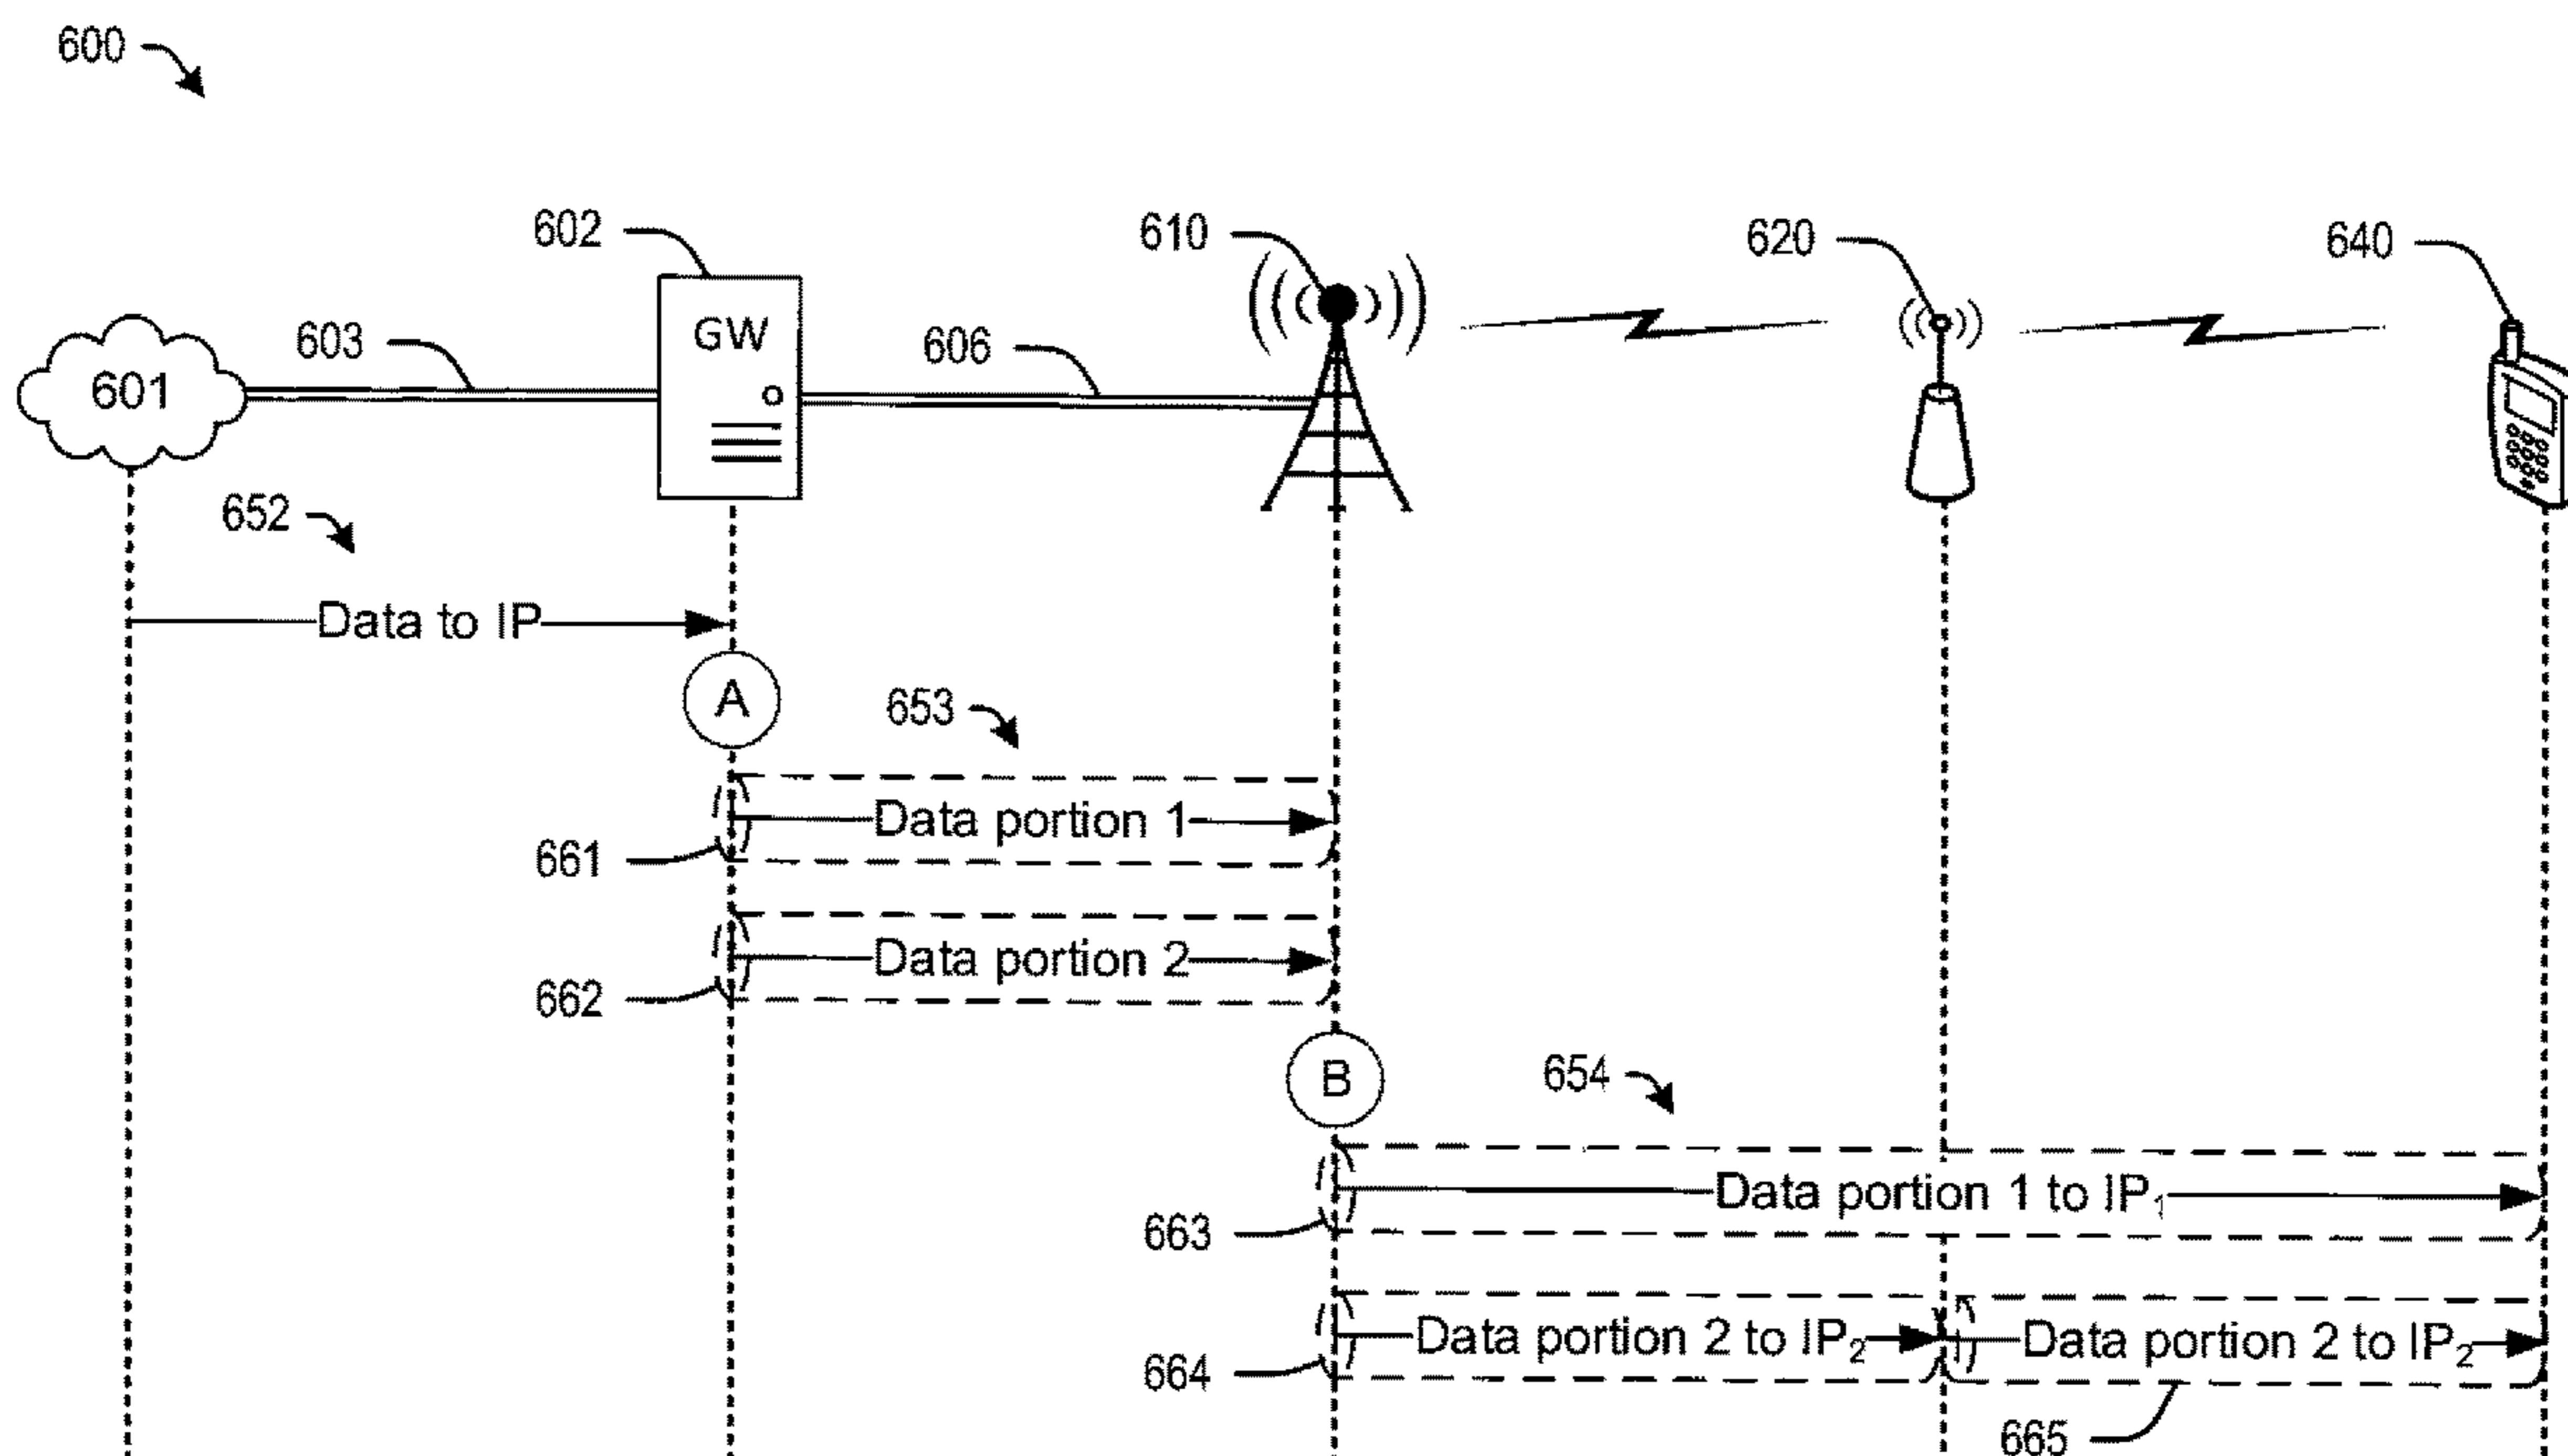 600
602
610
620
640
603
GW
606
601
652
Data to IP
A
653
Data portion 1
661
Data portion 2
662
B
654
Data portion 1 to IP₁
663
Data portion 2 to IP₂ Data portion 2 to IP₂
664
665